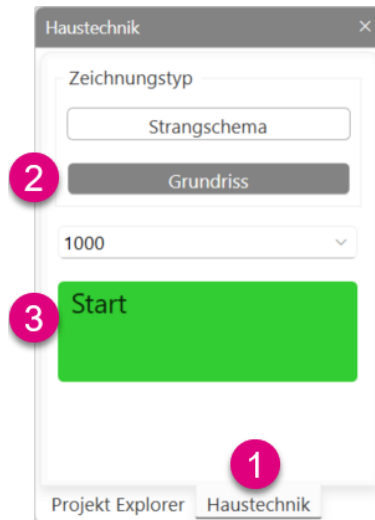 Haustechnik
Zeichnungstyp
Strangschema
2
Grundriss
1000
3
Start
1
Projekt Explorer
Haustechnik